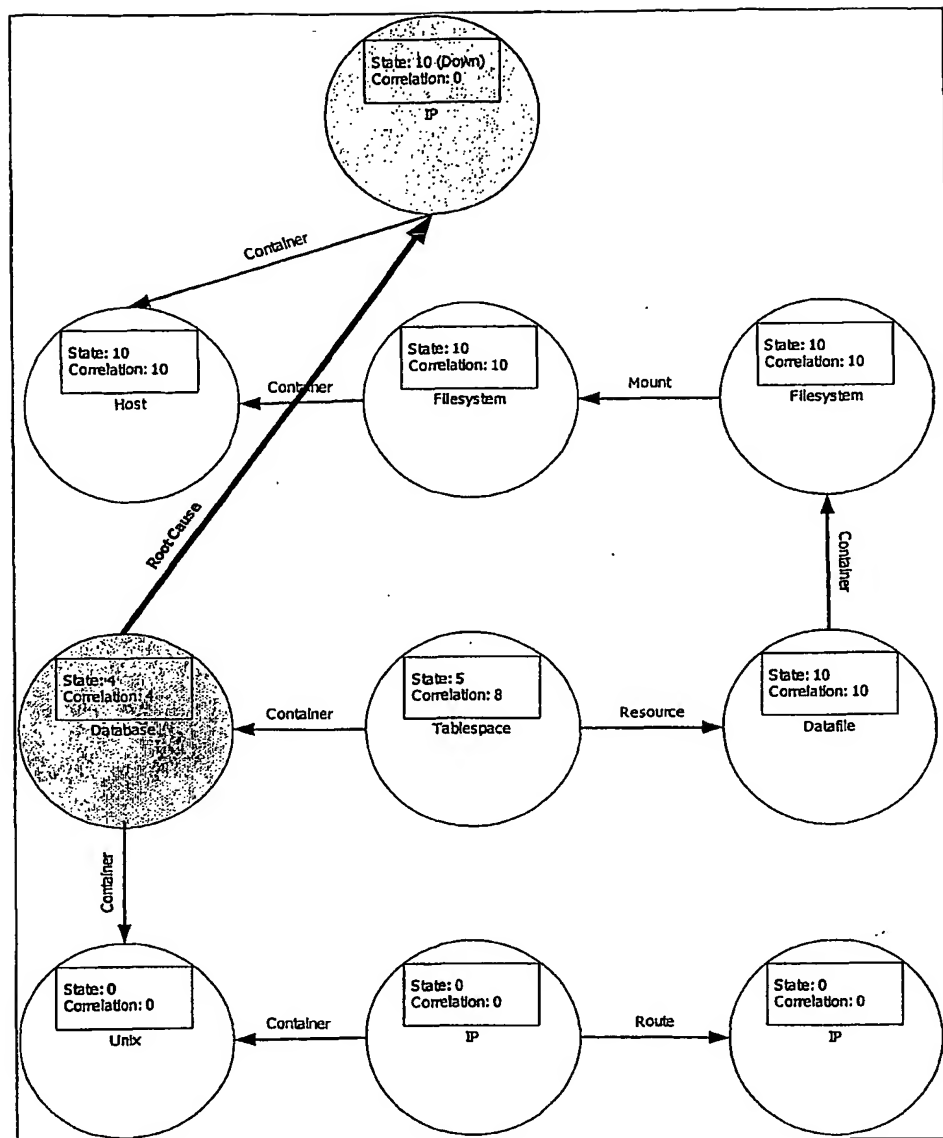 State: 10 (Down)
Correlation: 0
IP
Container
State: 10
Correlation: 10
Host
Container
State: 10
Correlation: 10
Filesystem
Mount
State: 10
Correlation: 10
Filesystem
Root Cause
Container
State: 4
Correlation: 4
Database
Container
State: 5
Correlation: 8
Tablespace
Resource
State: 10
Correlation: 10
Datafile
Container
State: 0
Correlation: 0
Unix
Container
State: 0
Correlation: 0
IP
Route
State: 0
Correlation: 0
IP